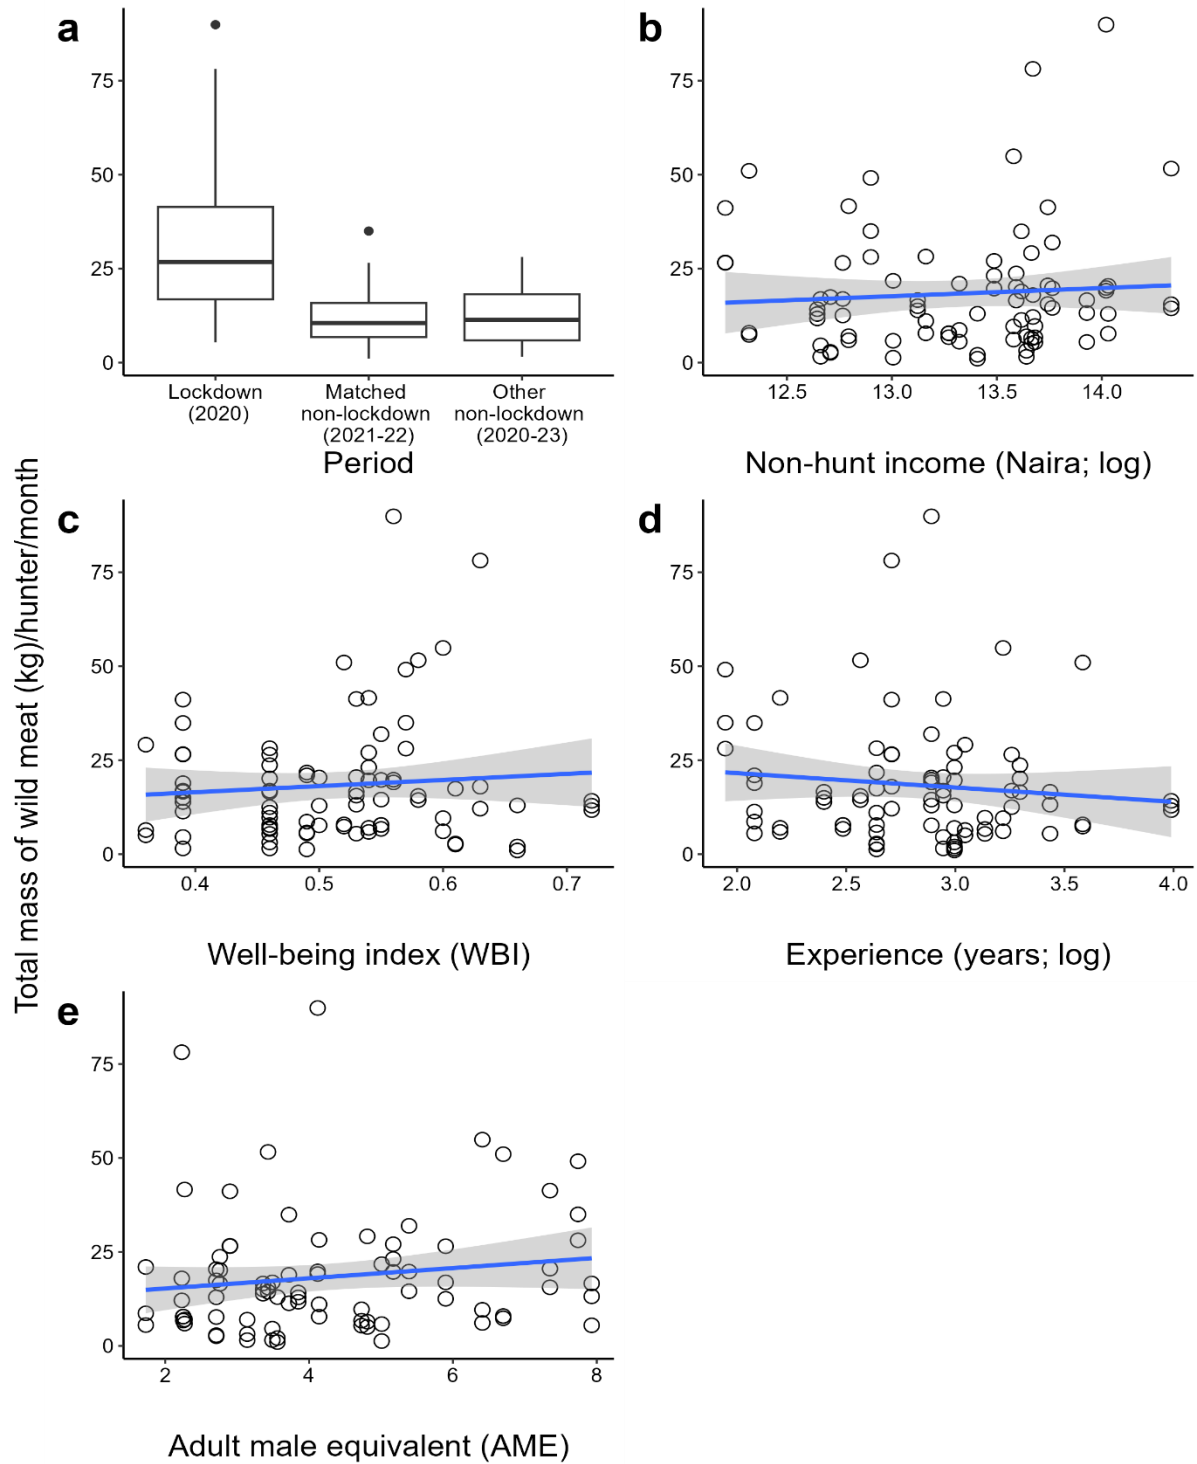 Total mass of wild meat (kg)/hunter/month
a
75
50
25
0
Lockdown
(2020)
Matched
non-lockdown
(2021-22)
Other
non-lockdown
(2020-23)
Period
b
75
50
25
0
12.5 13.0 13.5 14.0
Non-hunt income (Naira; log)
c
75
50
25
0
0.4 0.5 0.6 0.7
Well-being index (WBI)
d
75
50
25
0
2.0 2.5 3.0 3.5 4.0
Experience (years; log)
e
75
50
25
0
2 4 6 8
Adult male equivalent (AME)